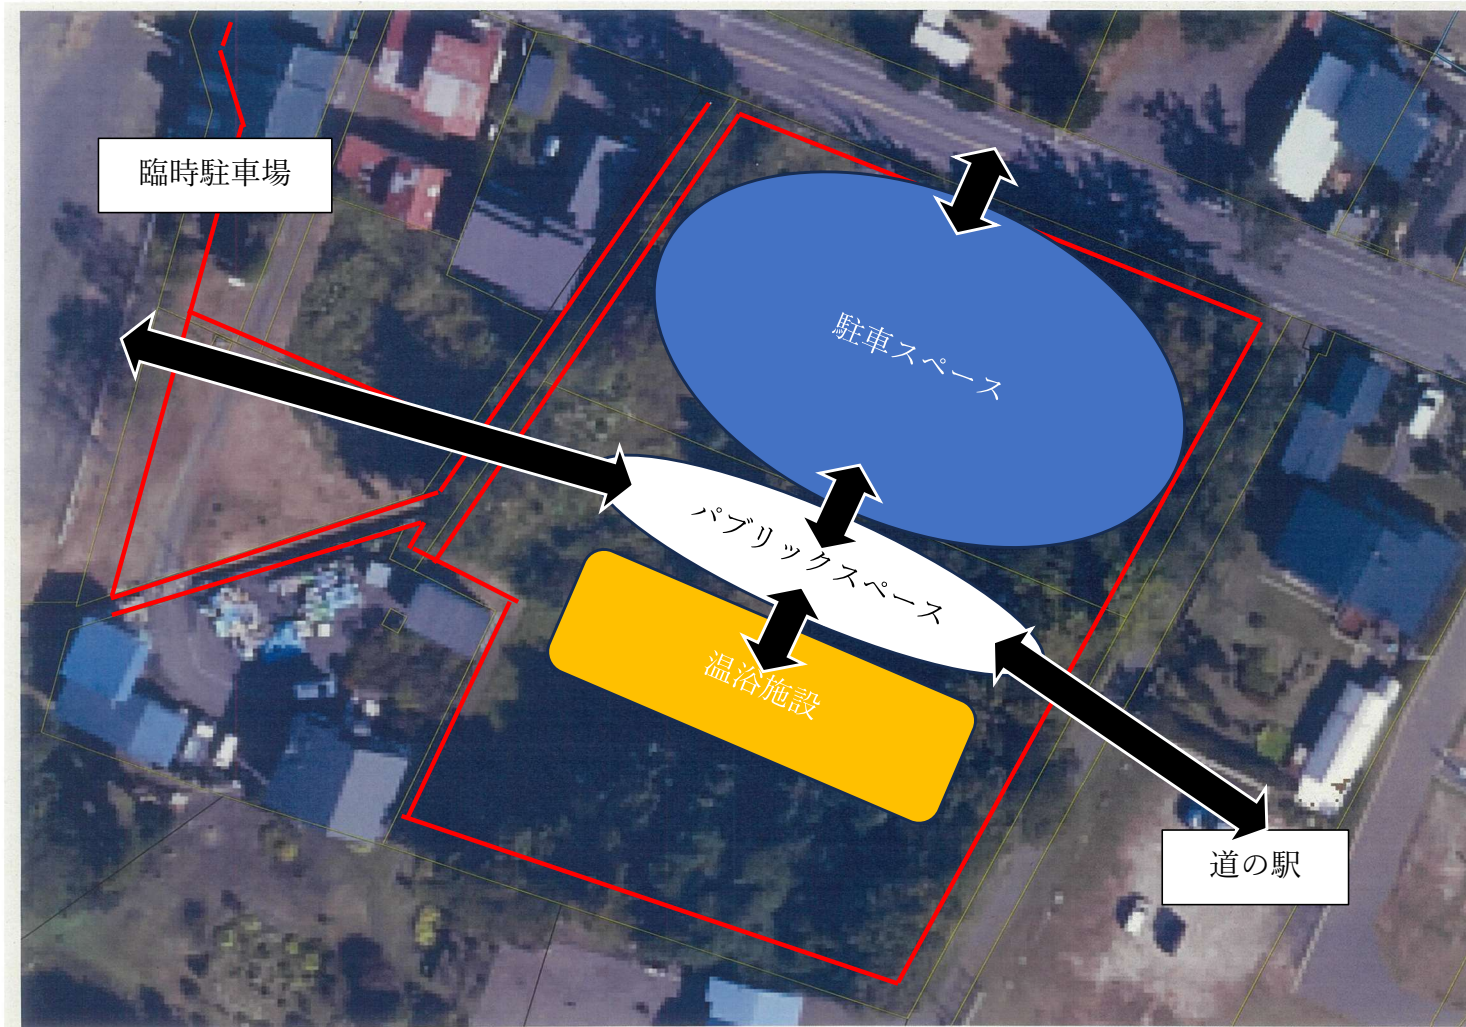 臨時駐車場
駐車スペース
パブリックスペース
温浴施設
道の駅